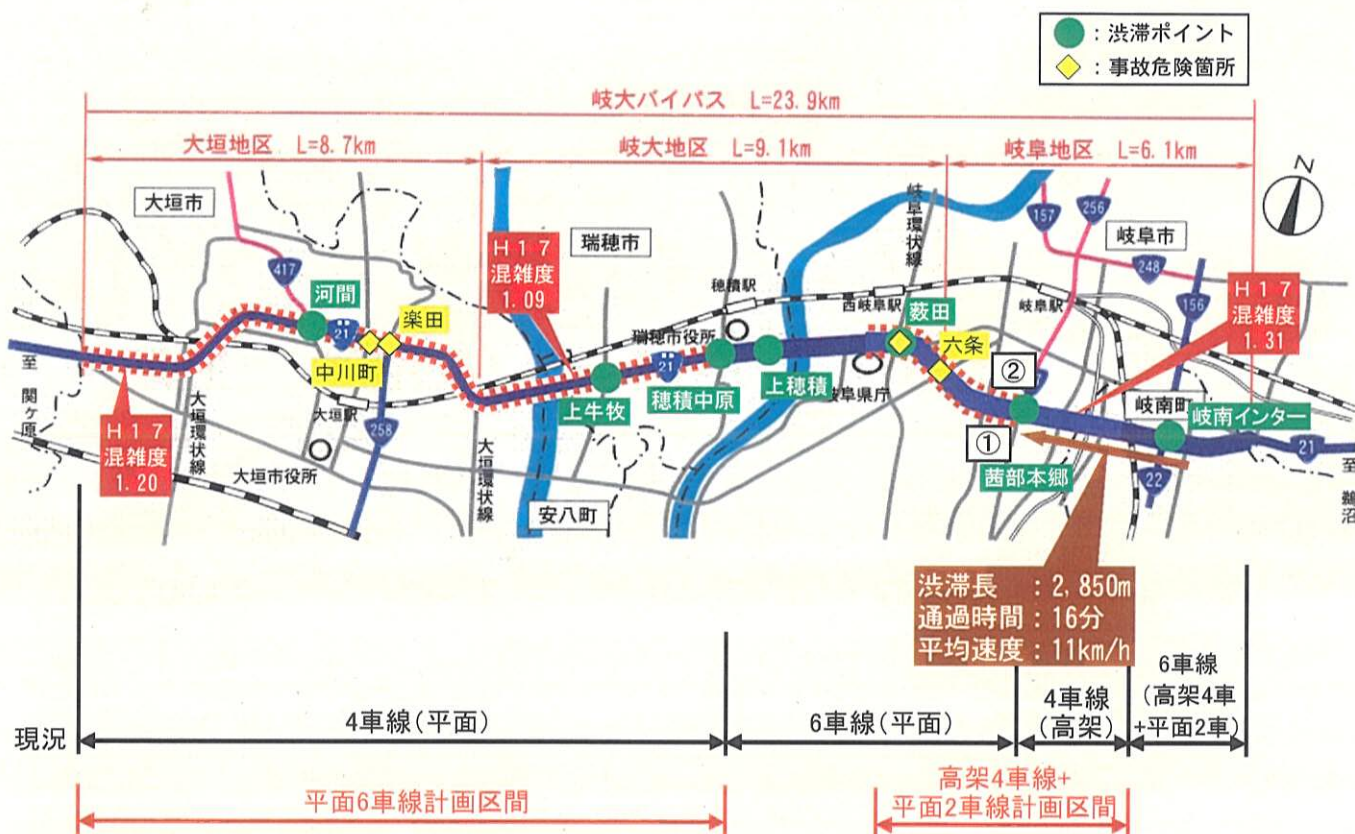 ：渋滞ポイント
：事故危険箇所
岐大バイパス L=23.9km
大垣地区 L=8.7km
岐大地区 L=9.1km
岐阜地区 L=6.1km
N
大垣市
瑞穂市
岐阜市
岐阜環状線
157
256
248
156
417
河間
21
楽田
中川町
H17
混雑度
1.09
穂積駅
瑞穂市役所
西岐阜駅
岐阜駅
薮田
六条
H17
混雑度
1.31
至
関ヶ原
H17
混雑度
1.20
大垣環状線
大垣駅
大垣市役所
258
大垣環状線
上牛牧
21
穂積中原
上穂積
岐阜県庁
②
①
茜部本郷
岐南町
岐南インター
22
21
至
鵜沼
安八町
渋滞長 ：2,850m
通過時間：16分
平均速度：11km/h
現況
4車線(平面)
6車線(平面)
4車線
(高架)
6車線
(高架4車
+平面2車)
平面6車線計画区間
高架4車線+
平面2車線計画区間